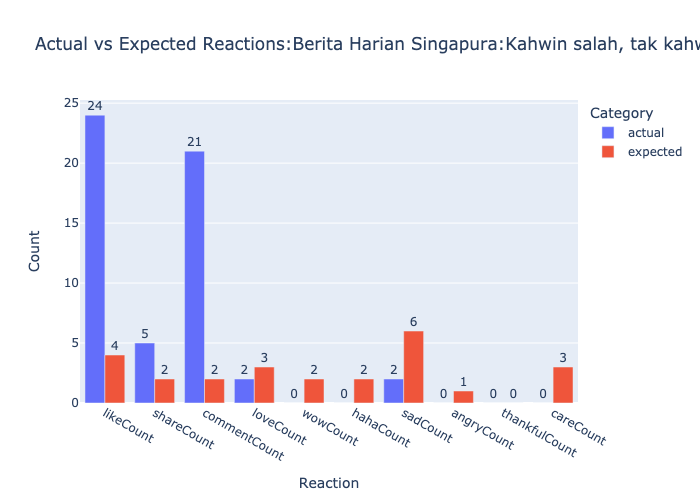 Actual vs Expected Reactions:Berita Harian Singapura:Kahwin salah, tak
Category
actual
expected
Count
25
20
15
10
5
0
24
4
5
2
21
2
2
3
0
2
0
2
2
6
0
1
0
0
0
3
likeCount
shareCount
commentCount
loveCount
wowCount
hahaCount
sadCount
angryCount
thankfulCount
careCount
Reaction